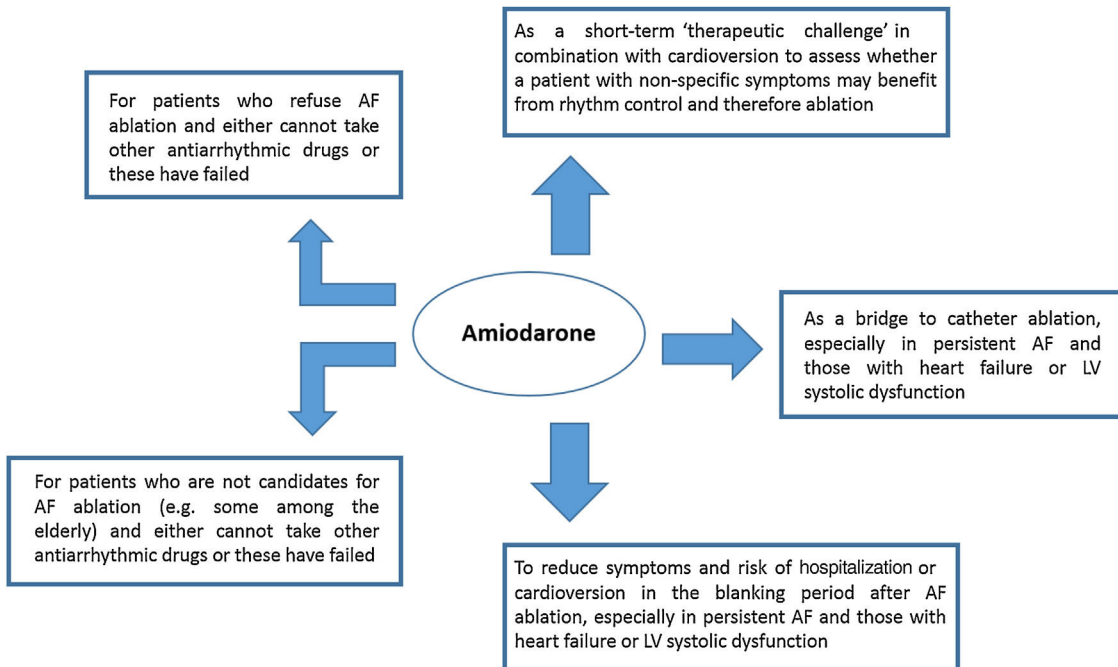 As a short-term ‘therapeutic challenge’ in
combination with cardioversion to assess whether
a patient with non-specific symptoms may benefit
from rhythm control and therefore ablation
For patients who refuse AF
ablation and either cannot take
other antiarrhythmic drugs or
these have failed
Amiodarone
As a bridge to catheter ablation,
especially in persistent AF and
those with heart failure or LV
systolic dysfunction
For patients who are not candidates for
AF ablation (e.g. some among the
elderly) and either cannot take other
antiarrhythmic drugs or these have failed
To reduce symptoms and risk of hospitalization or
cardioversion in the blanking period after AF
ablation, especially in persistent AF and those with
heart failure or LV systolic dysfunction